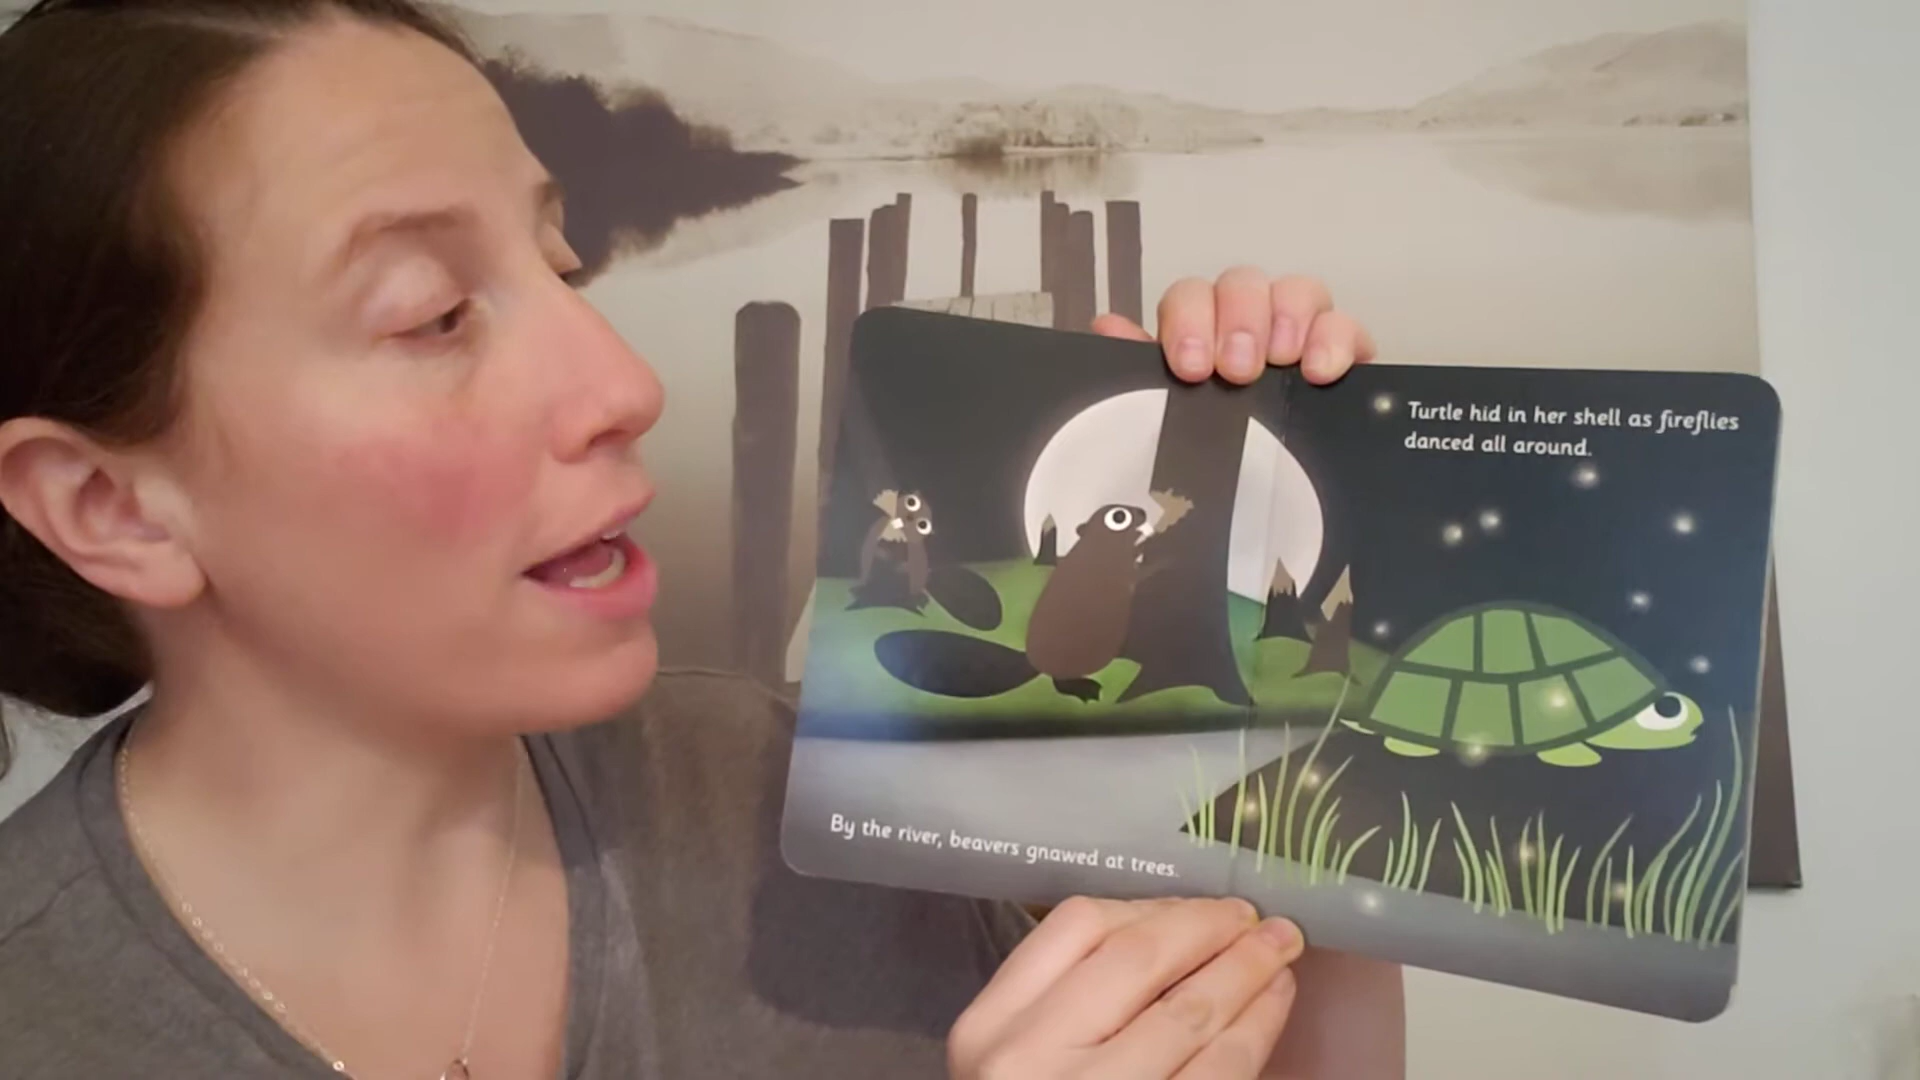 By the river, beavers gnawed at trees.
Turtle hid in her shell as fireflies
danced all around.